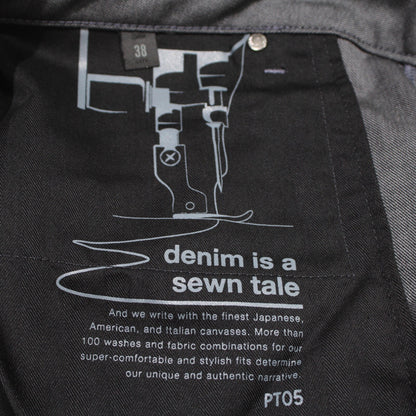 38
denim is a
sewn tale
And we write with the finest Japanese,
American, and Italian canvases. More than
100 washes and fabric combinations for our
super-comfortable and stylish fits determine
our unique and authentic narrative.
PT05